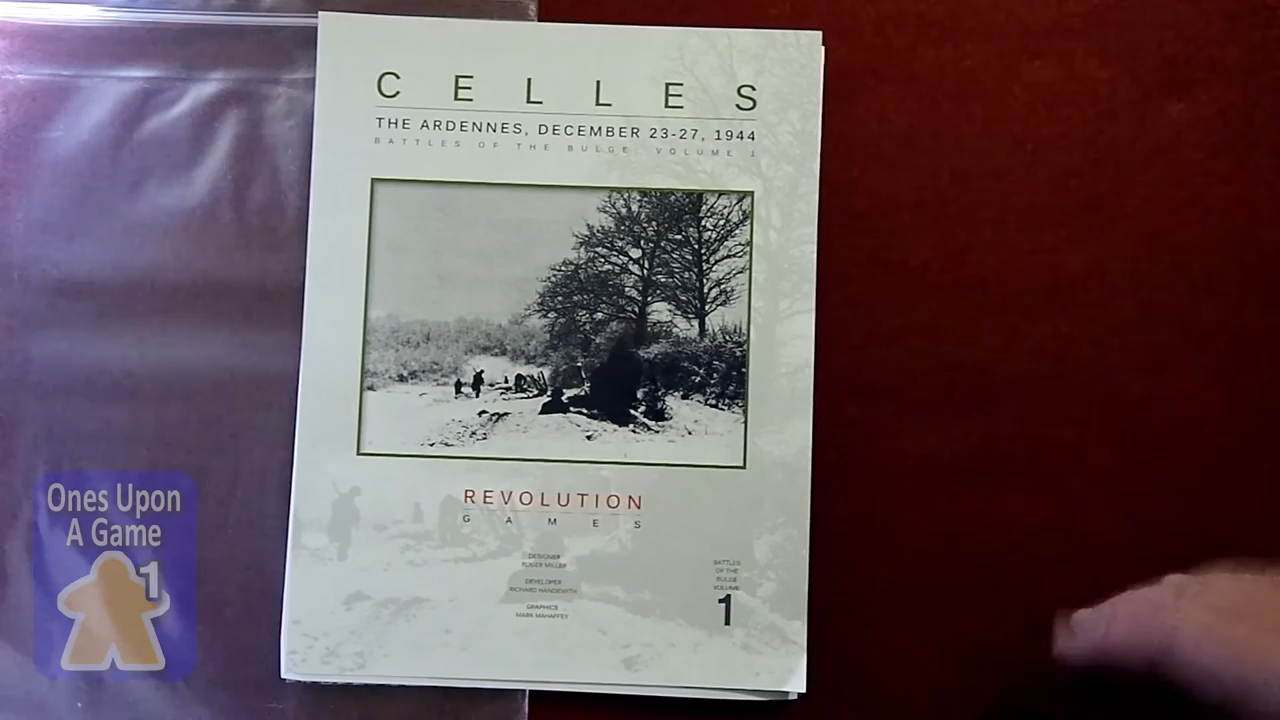 CELLES
THE ARDENNES, DECEMBER 23-27, 1944
BATTLES OF THE BULGE: VOLUME 1
REVOLUTION
GAMES
DESIGNER
ROGER MILLER
DEVELOPER
RICHARD HANDEWITH
GRAPHICS
MARK MAHAFFEY
BATTLES
OF THE
BULGE
VOLUME
1
Ones Upon
A Game
1